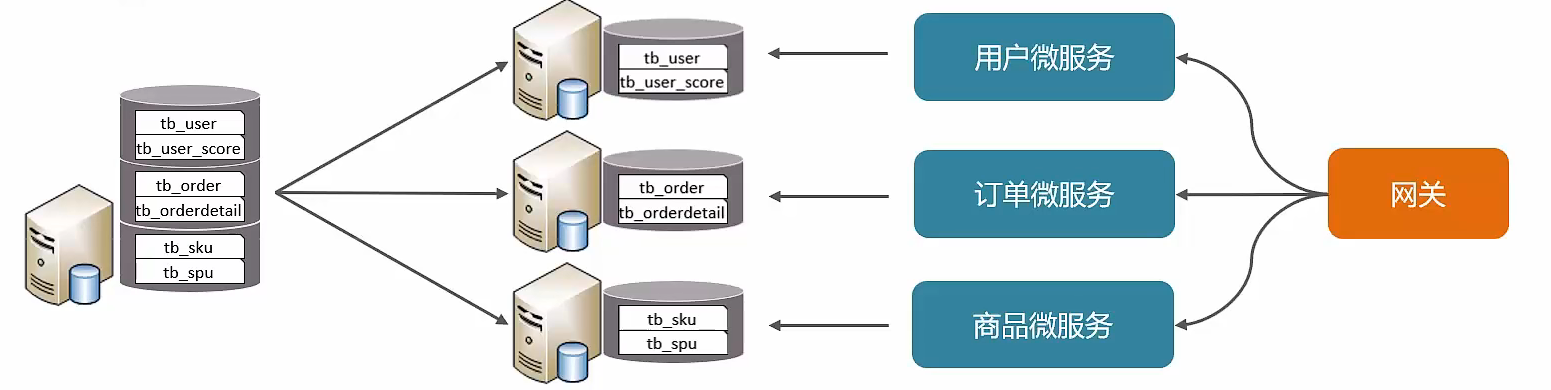 tb_user
tb_user_score
tb_order
tb_orderdetail
tb_sku
tb_spu
tb_user
tb_user_score
tb_order
tb_orderdetail
tb_sku
tb_spu
用户微服务
订单微服务
商品微服务
网关